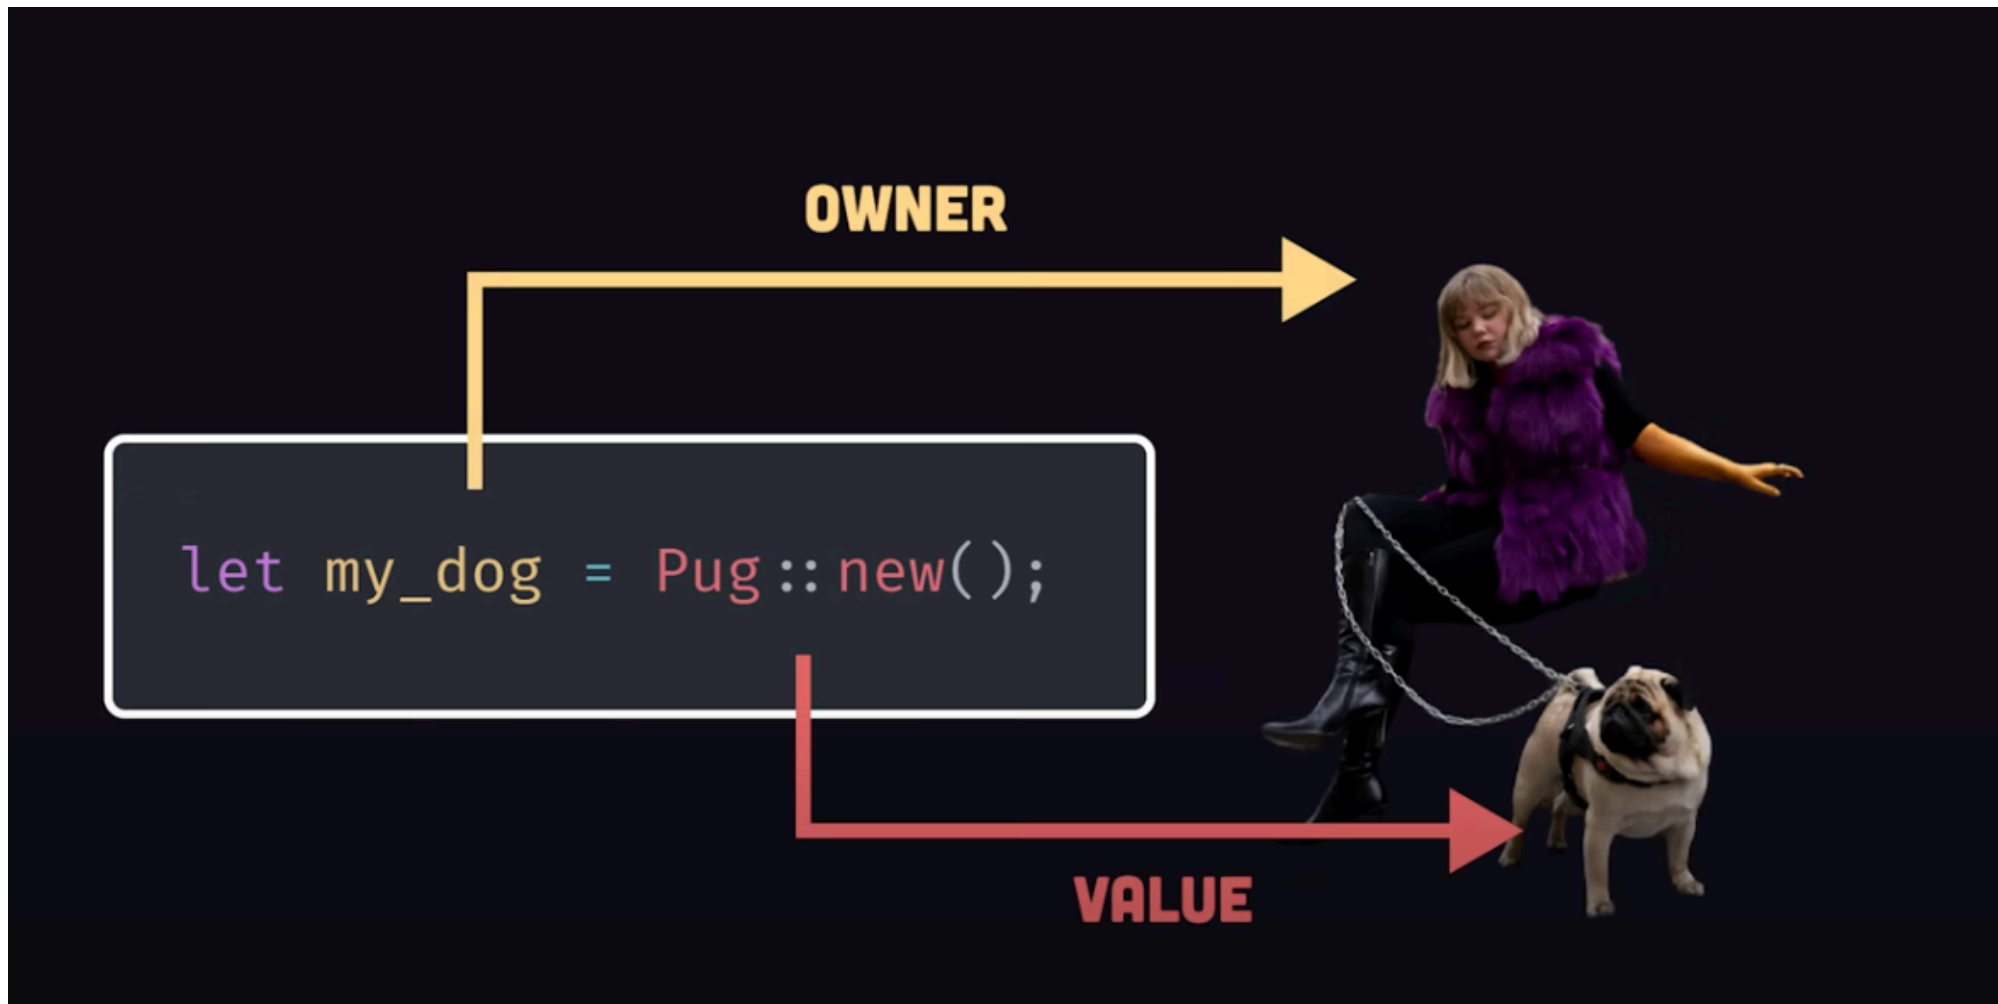 OWNER
let my_dog = Pug::new();
VALUE